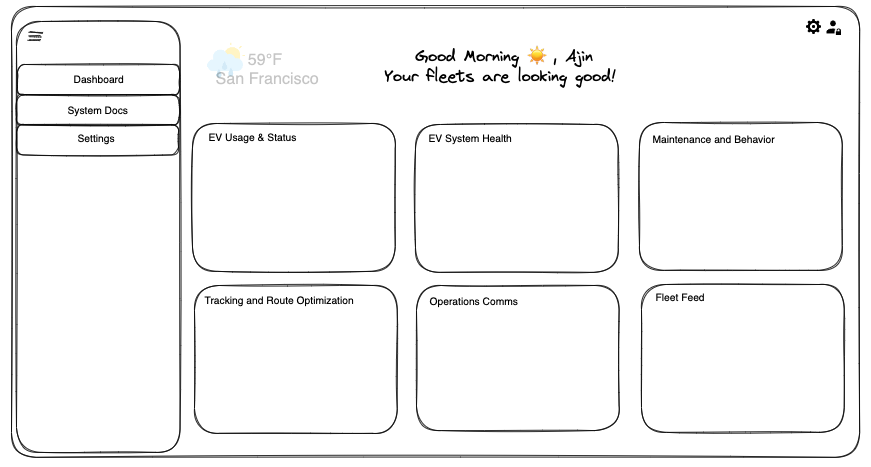 59°F
San Francisco
Good Morning ☀️, Ajin
Your fleets are looking good!
Dashboard
System Docs
Settings
EV Usage & Status
EV System Health
Maintenance and Behavior
Tracking and Route Optimization
Operations Comms
Fleet Feed